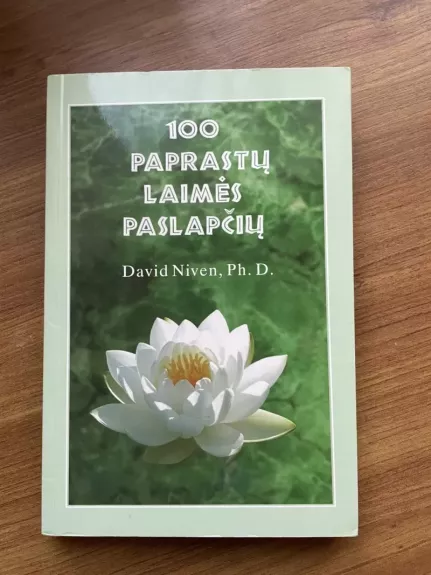 100
PAPRASTŲ
LAIMĖS
PASLAPČIŲ
David Niven, Ph. D.